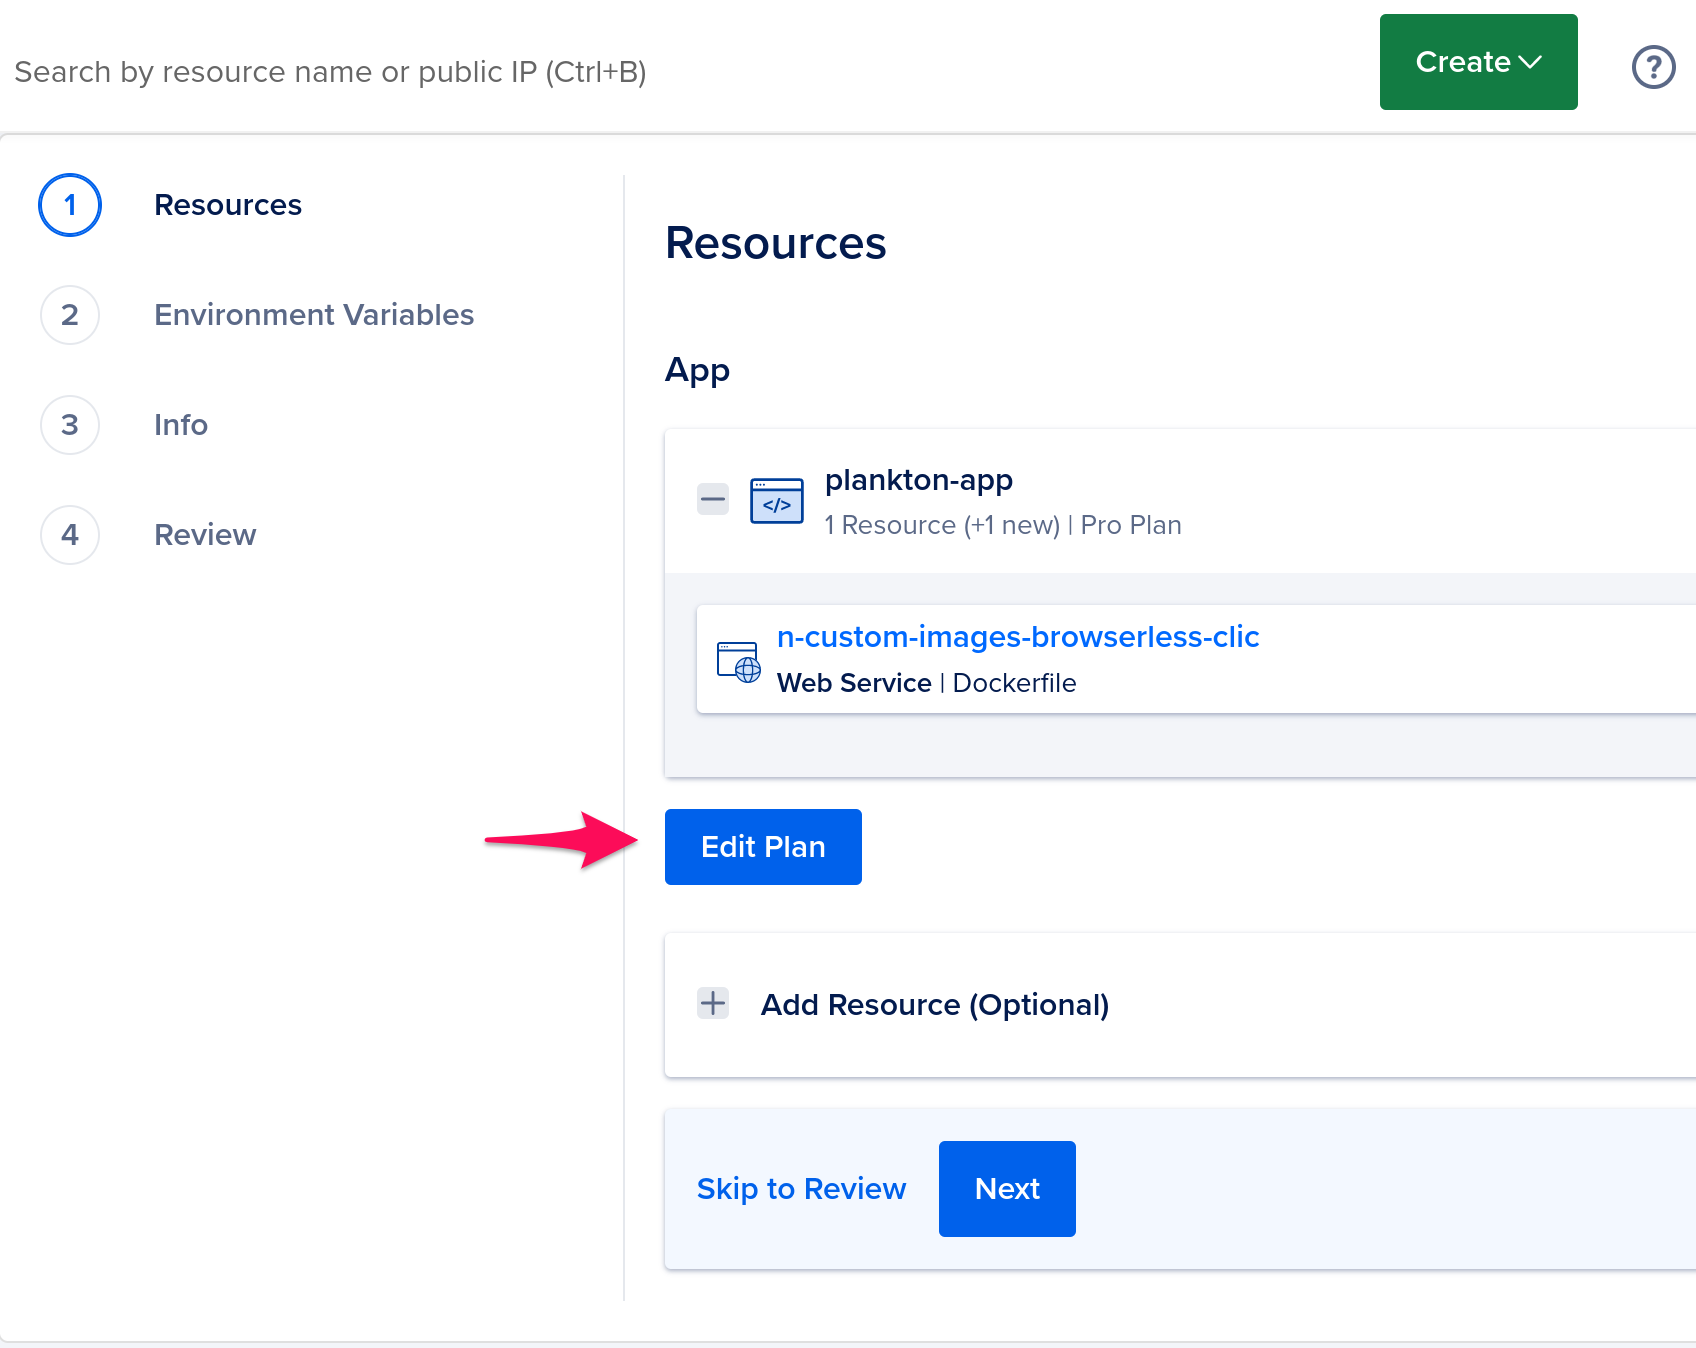 Search by resource name or public IP (Ctrl+B)
Create
?
1 Resources
2 Environment Variables
3 Info
4 Review
Resources
App
plankton-app
1 Resource (+1 new) | Pro Plan
</>
n-custom-images-browserless-clic
Web Service | Dockerfile
Edit Plan
Add Resource (Optional)
Skip to Review
Next